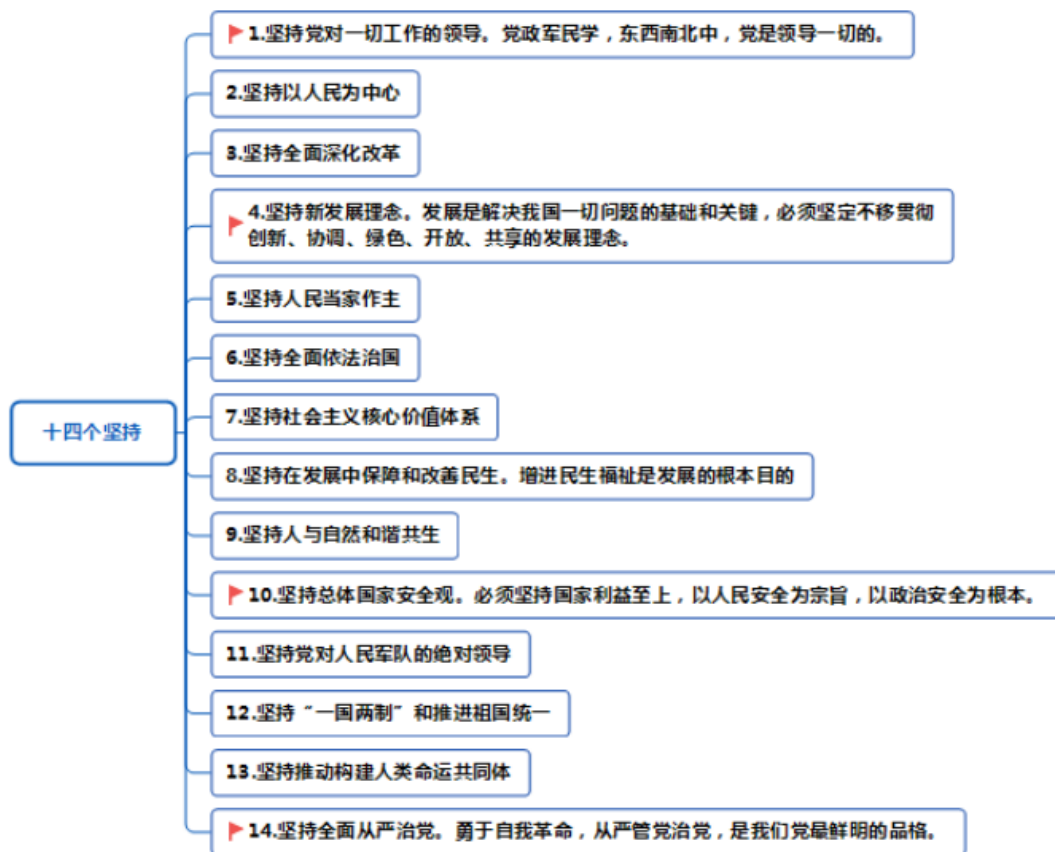 1.坚持党对一切工作的领导。党政军民学，东西南北中，党是领导一切的。
2.坚持以人民为中心
3.坚持全面深化改革
4.坚持新发展理念。发展是解决我国一切问题的基础和关键，必须坚定不移贯彻
创新、协调、绿色、开放、共享的发展理念。
5.坚持人民当家作主
6.坚持全面依法治国
十四个坚持
7.坚持社会主义核心价值体系
8.坚持在发展中保障和改善民生。增进民生福祉是发展的根本目的
9.坚持人与自然和谐共生
10.坚持总体国家安全观。必须坚持国家利益至上，以人民安全为宗旨，以政治安全为根本。
11.坚持党对人民军队的绝对领导
12.坚持“一国两制”和推进祖国统一
13.坚持推动构建人类命运共同体
14.坚持全面从严治党。勇于自我革命，从严管党治党，是我们党最鲜明的品格。